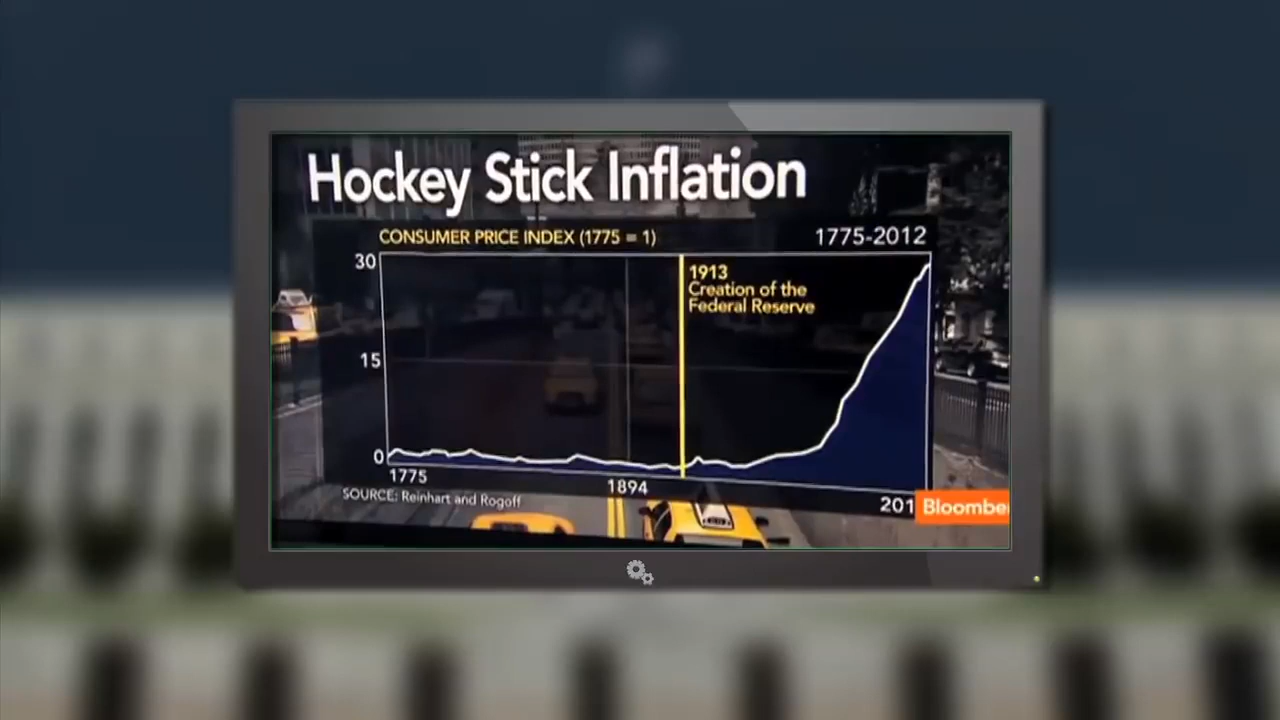 Hockey Stick Inflation
CONSUMER PRICE INDEX (1775 = 1)
1775-2012
30
1913
Creation of the
Federal Reserve
15
0
1775
1894
201
SOURCE: Reinhart and Rogoff
Bloombe